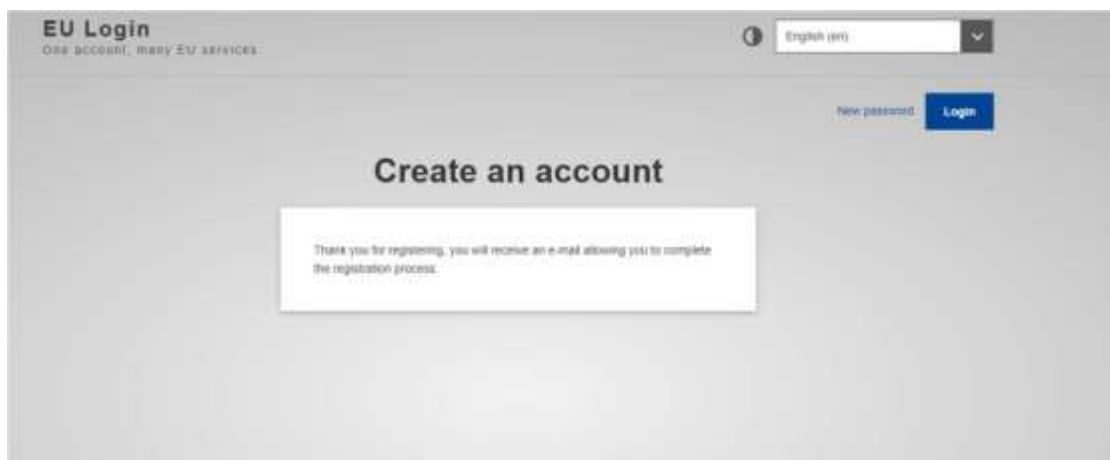 EU Login
One account, many EU services
English (en)
New password
Login
Create an account
Thank you for registering, you will receive an e-mail allowing you to complete
the registration process.